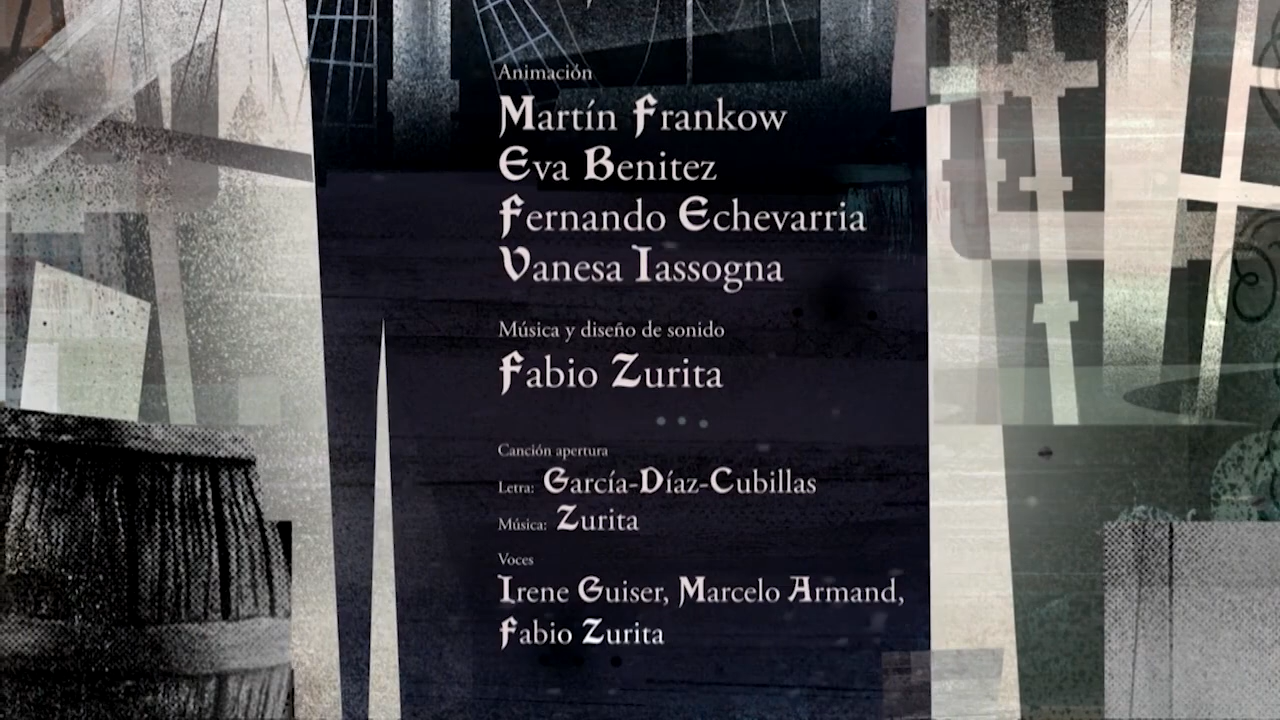 Animación
Martín Frankow
Eva Benitez
Fernando Echevarria
Vanesa Iassogna
Música y diseño de sonido
Fabio Zurita
Canción apertura
Letra: García-Díaz-Cubillas
Música: Zurita
Voces
Irene Guiser, Marcelo Armand,
Fabio Zurita